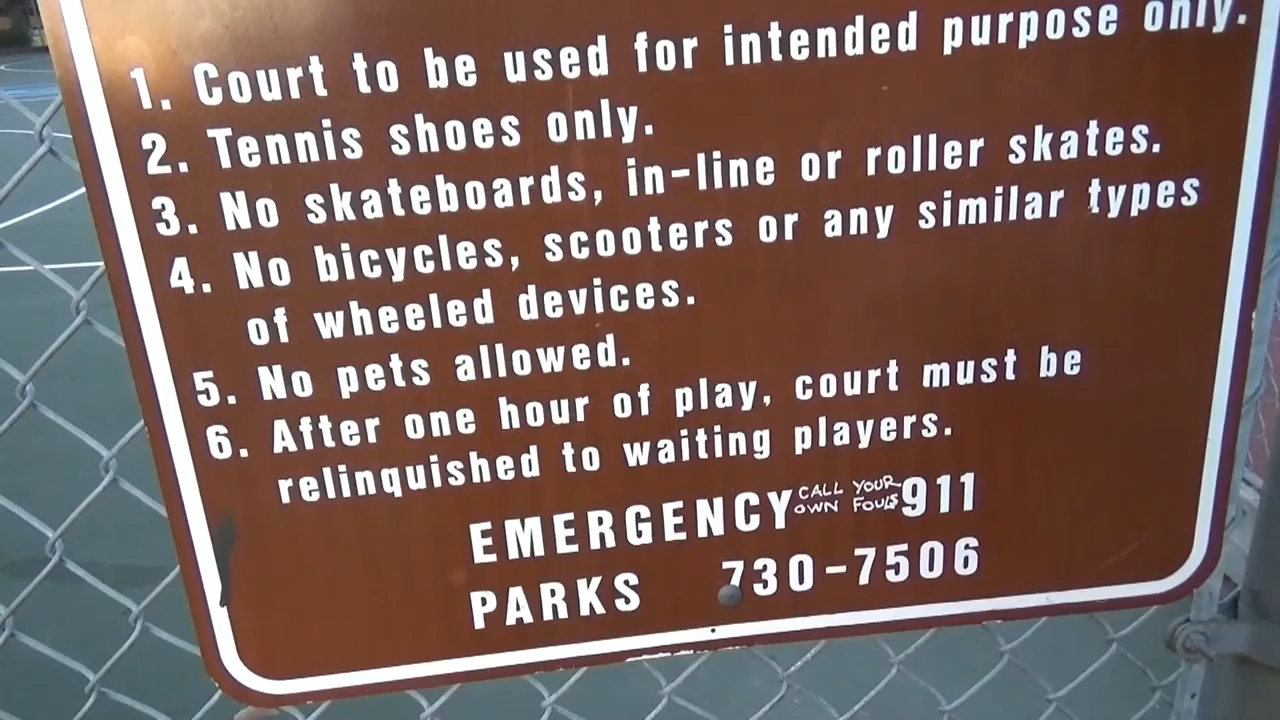 1. Court to be used for intended purpose only.
2. Tennis shoes only.
3. No skateboards, in-line or roller skates.
4. No bicycles, scooters or any similar types
of wheeled devices.
5. No pets allowed.
6. After one hour of play, court must be
relinquished to waiting players.
EMERGENCY CALL YOUR OWN FOULS 911
PARKS 730-7506